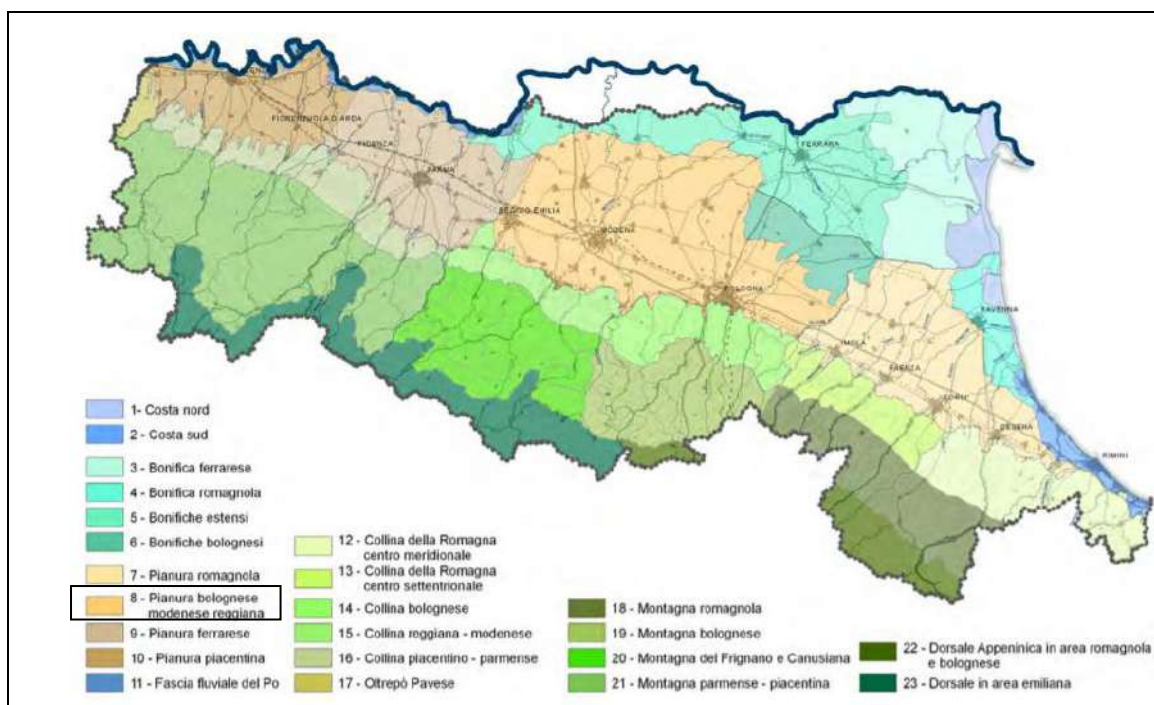 FIORENZUOLA D'ARDA
FIDENZA
PARMA
REGGIO EMILIA
MODENA
BOLOGNA
FERRARA
RAVENNA
IMOLA
FAENZA
FORLI'
CESENA
RIMINI
1- Costa nord
2 - Costa sud
3 - Bonifica ferrarese
4 - Bonifica romagnola
5 - Bonifiche estensi
6 - Bonifiche bolognesi
7 - Pianura romagnola
8 - Pianura bolognese
modenese reggiana
9 - Pianura ferrarese
10 - Pianura piacentina
11 - Fascia fluviale del Po
12 - Collina della Romagna
centro meridionale
13 - Collina della Romagna
centro settentrionale
14 - Collina bolognese
15 - Collina reggiana - modenese
16 - Collina piacentino - parmense
17 - Oltrepò Pavese
18 - Montagna romagnola
19 - Montagna bolognese
20 - Montagna del Frignano e Canusiana
21 - Montagna parmense - piacentina
22 - Dorsale Appeninica in area romagnola
e bolognese
23 - Dorsale in area emiliana